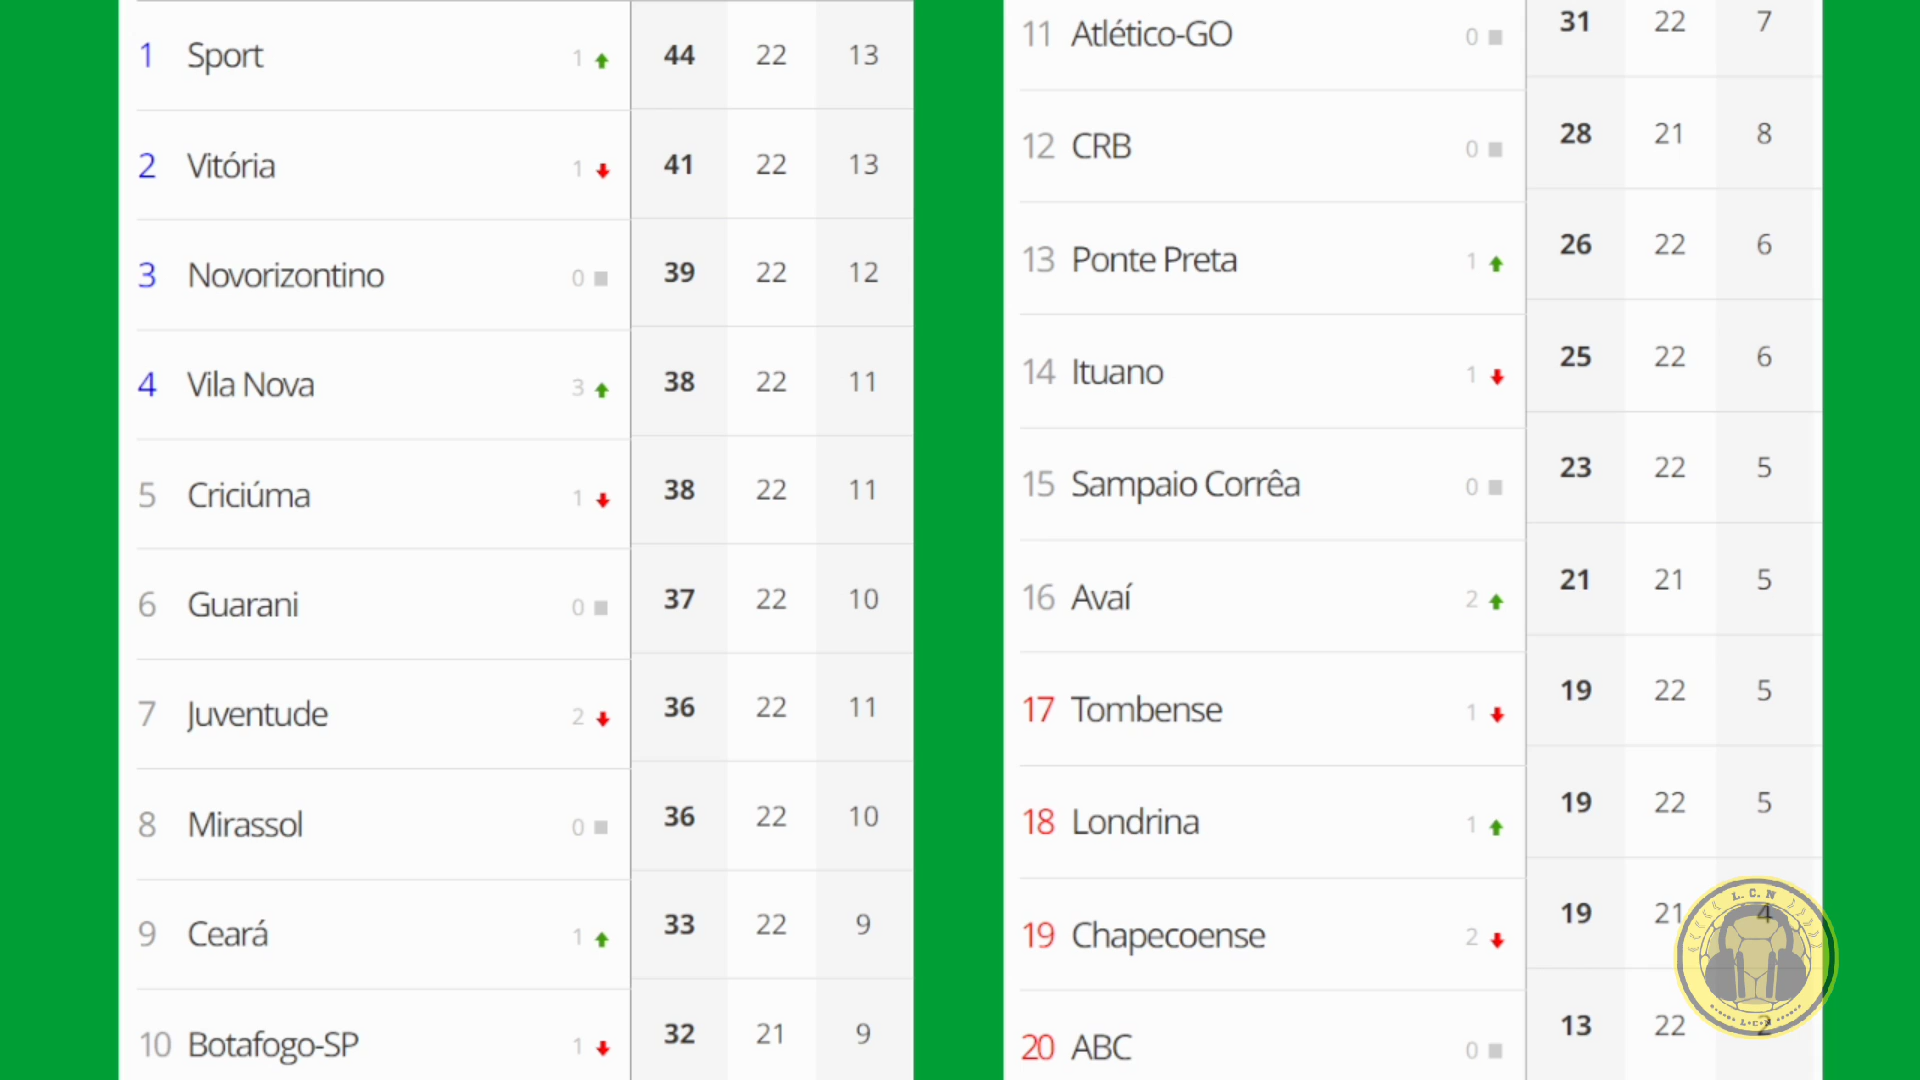 1 Sport 1 44 22 13
2 Vitória 1 41 22 13
3 Novorizontino 0 39 22 12
4 Vila Nova 3 38 22 11
5 Criciúma 1 38 22 11
6 Guarani 0 37 22 10
7 Juventude 2 36 22 11
8 Mirassol 0 36 22 10
9 Ceará 1 33 22 9
10 Botafogo-SP 1 32 21 9
11 Atlético-GO 0 31 22 7
12 CRB 0 28 21 8
13 Ponte Preta 1 26 22 6
14 Ituano 1 25 22 6
15 Sampaio Corrêa 0 23 22 5
16 Avaí 2 21 21 5
17 Tombense 1 19 22 5
18 Londrina 1 19 22 5
19 Chapecoense 2 19 21 4
20 ABC 0 13 22 2
L. C. N
L.C.N